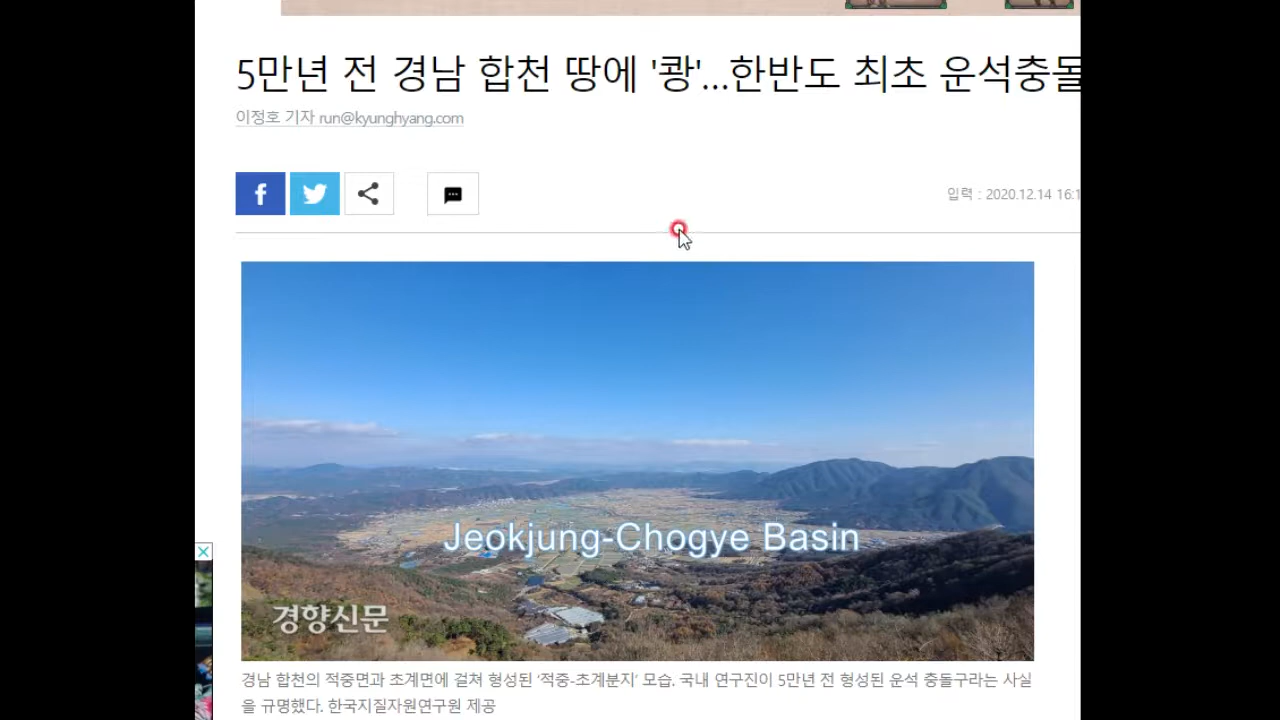 5만년 전 경남 합천 땅에 '쾅'...한반도 최초 운석충돌
이정호 기자 run@kyunghyang.com
입력 : 2020.12.14 16:1
Jeokjung-Chogye Basin
경향신문
경남 합천의 적중면과 초계면에 걸쳐 형성된 '적중-초계분지' 모습. 국내 연구진이 5만년 전 형성된 운석 충돌구라는 사실
을 규명했다. 한국지질자원연구원 제공